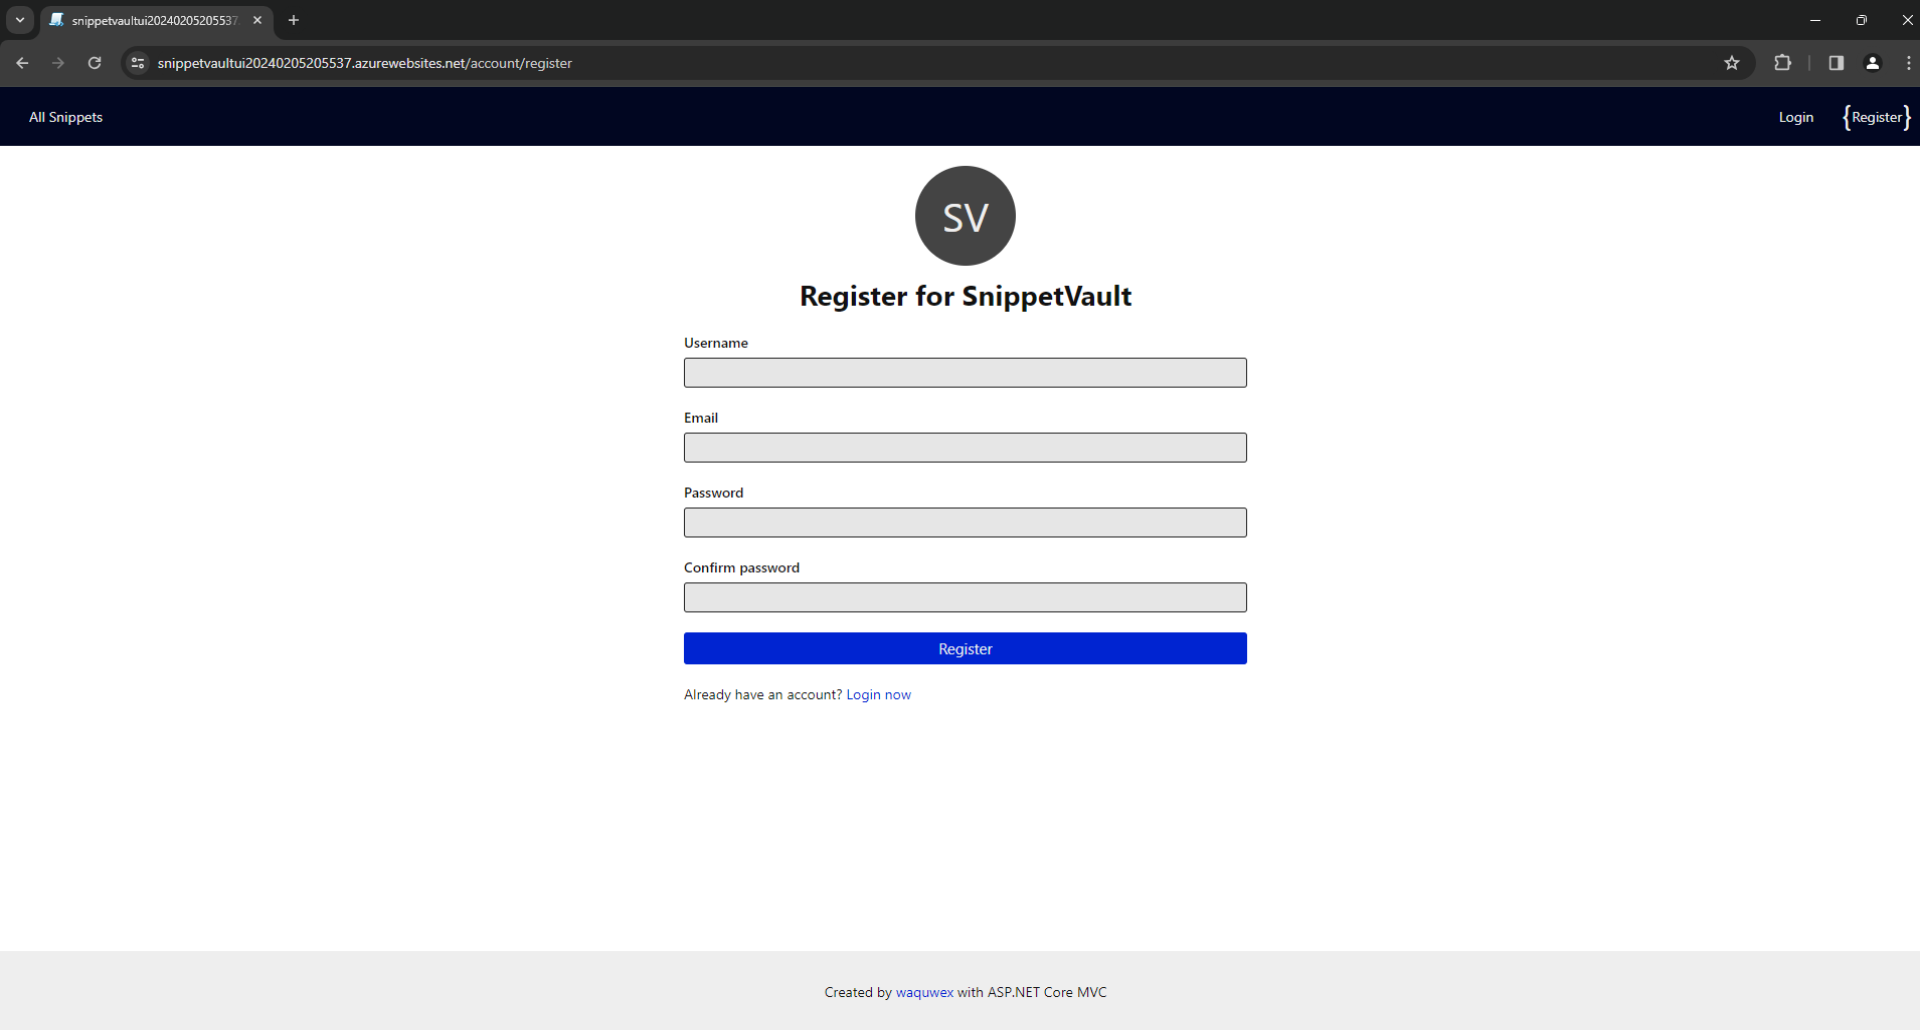 snippetvaultui20240205205537
snippetvaultui20240205205537.azurewebsites.net/account/register
All Snippets
Login
{Register}
SV
Register for SnippetVault
Username
Email
Password
Confirm password
Register
Already have an account? Login now
Created by waquwex with ASP.NET Core MVC